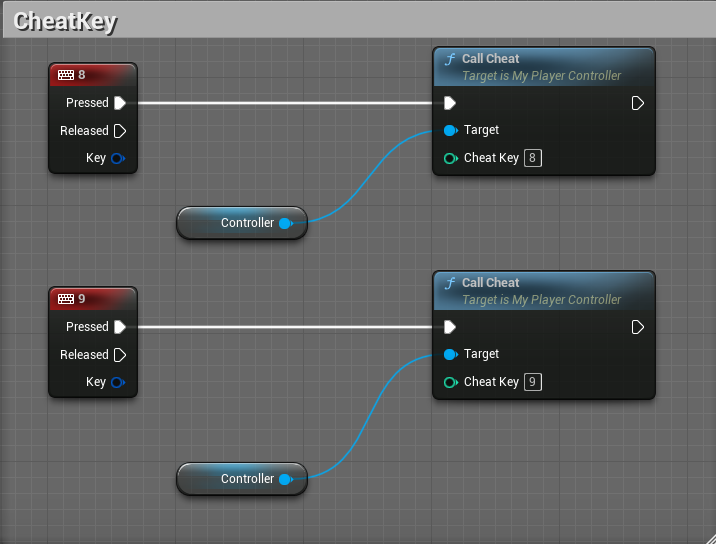 CheatKey
8
Pressed
Released
Key
Call Cheat
Target is My Player Controller
Target
Cheat Key 8
Controller
9
Pressed
Released
Key
Call Cheat
Target is My Player Controller
Target
Cheat Key 9
Controller